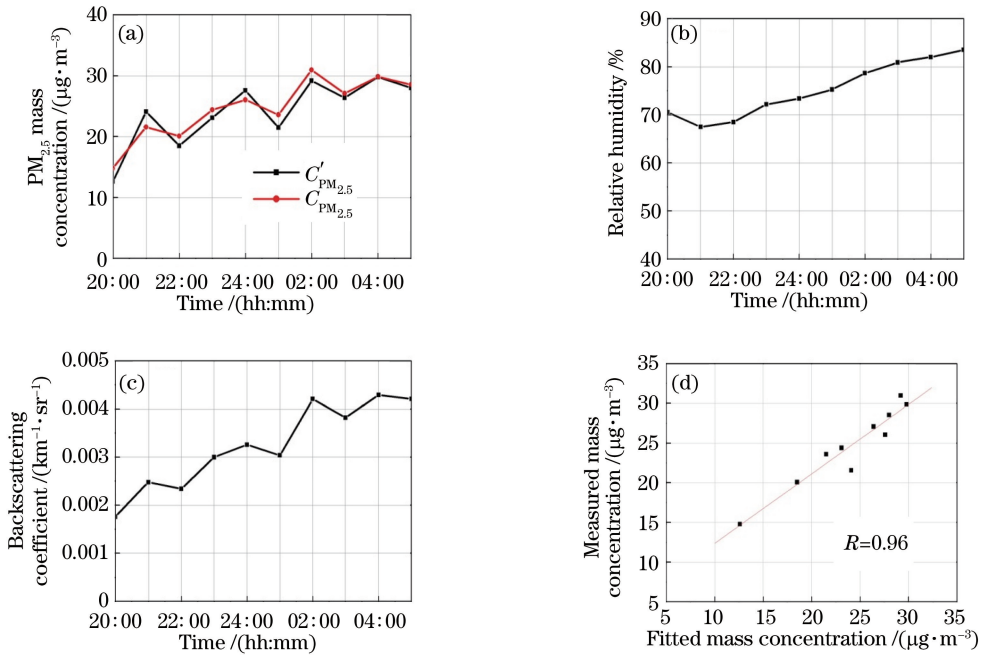 (a)
PM2.5 mass
concentration /(μg·m−3)
40
30
20
10
0
C′PM2.5
CPM2.5
20:00 22:00 24:00 02:00 04:00
Time /(hh:mm)
(b)
Relative humidity /%
90
80
70
60
50
40
20:00 22:00 24:00 02:00 04:00
Time /(hh:mm)
(c)
Backscattering
coefficient /(km−1·sr−1)
0.005
0.004
0.003
0.002
0.001
0
20:00 22:00 24:00 02:00 04:00
Time /(hh:mm)
(d)
Measured mass
concentration /(μg·m−3)
35
30
25
20
15
10
5
R=0.96
5 10 15 20 25 30 35
Fitted mass concentration /(μg·m−3)